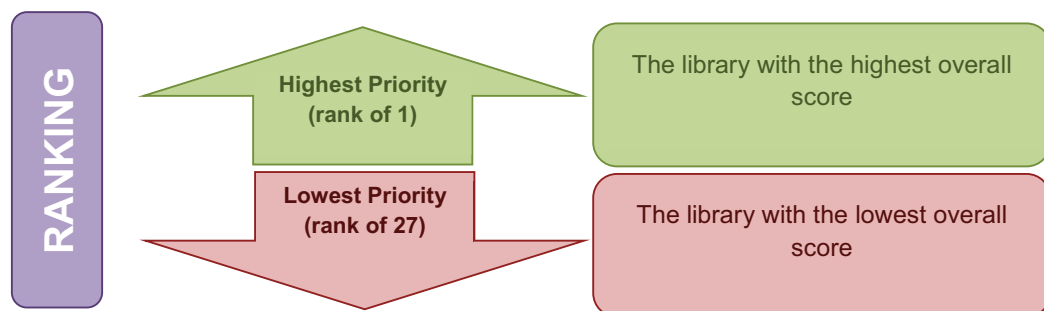 RANKING
Highest Priority
(rank of 1)
The library with the highest overall
score
Lowest Priority
(rank of 27)
The library with the lowest overall
score